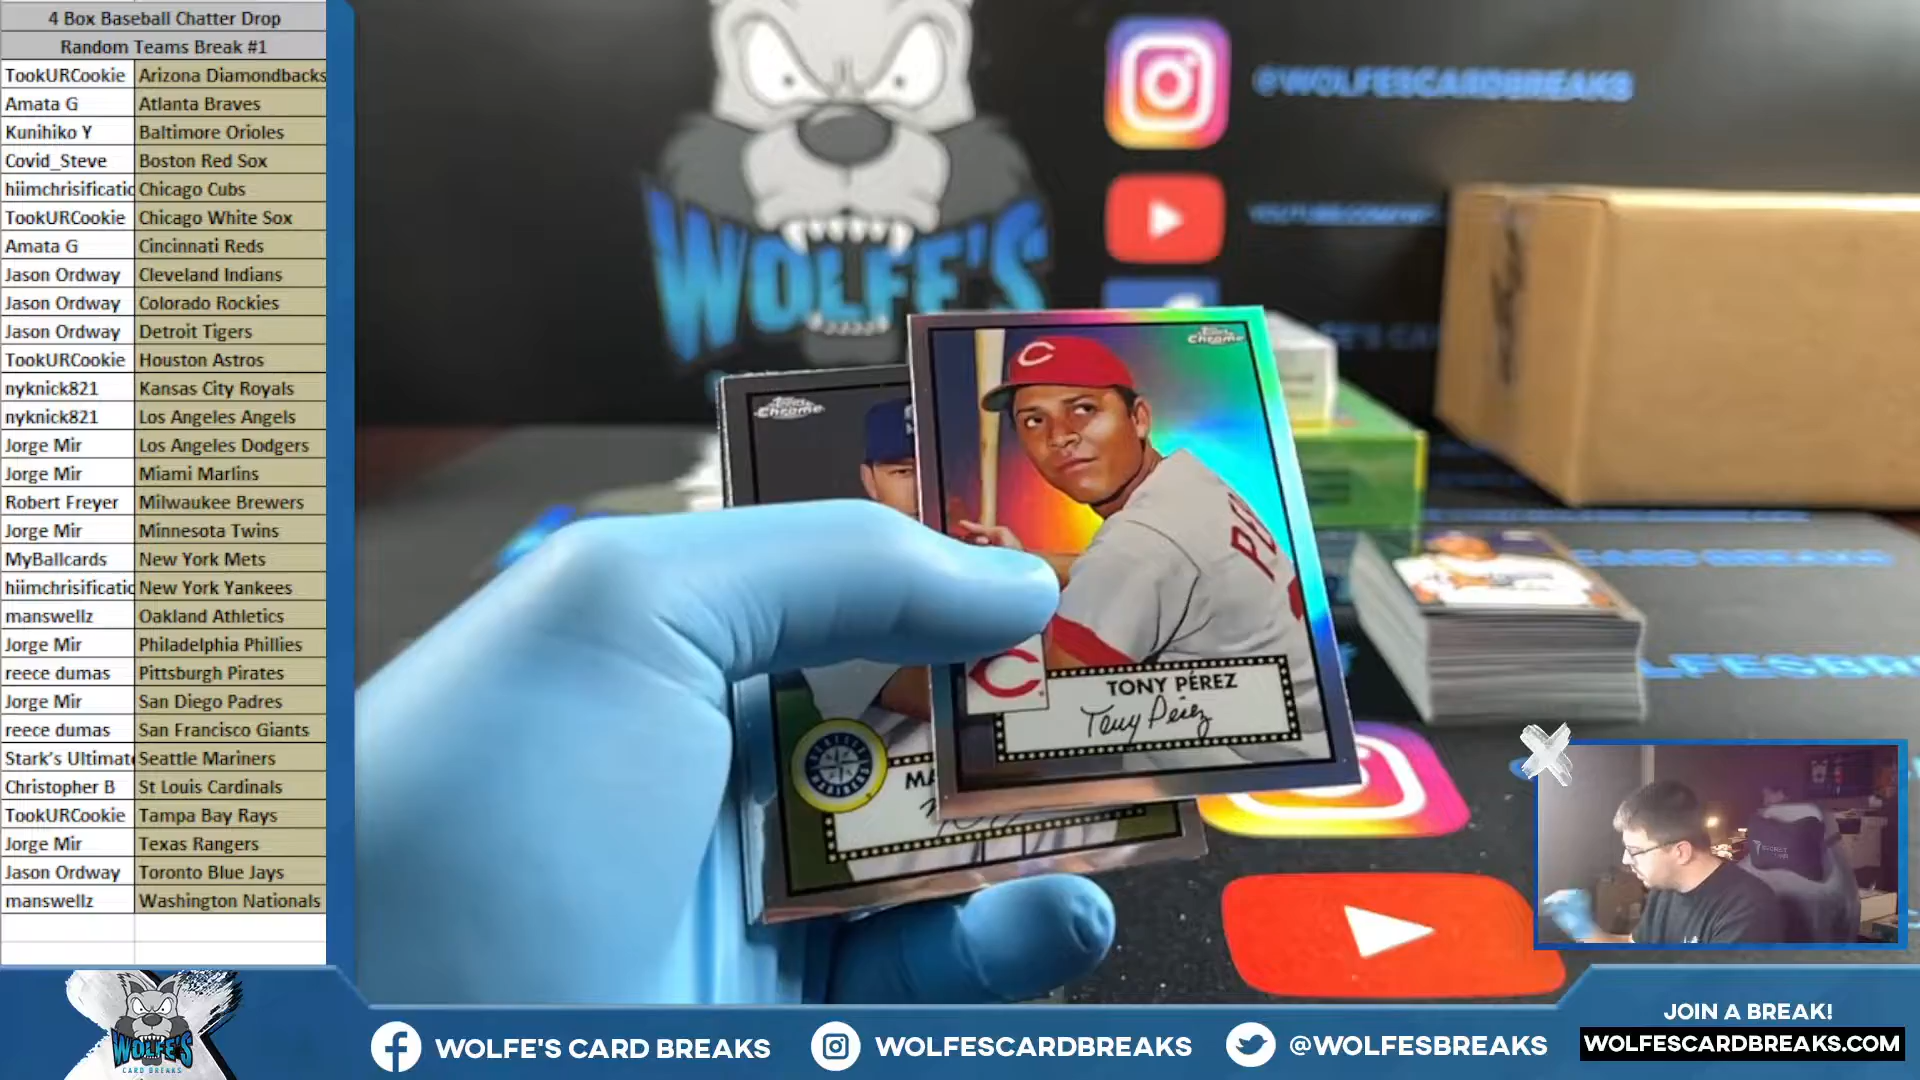 4 Box Baseball Chatter Drop
Random Teams Break #1
TookURCookie Arizona Diamondbacks
Amata G Atlanta Braves
Kunihiko Y Baltimore Orioles
Covid_Steve Boston Red Sox
hiimchrisificatio Chicago Cubs
TookURCookie Chicago White Sox
Amata G Cincinnati Reds
Jason Ordway Cleveland Indians
Jason Ordway Colorado Rockies
Jason Ordway Detroit Tigers
TookURCookie Houston Astros
nyknick821 Kansas City Royals
nyknick821 Los Angeles Angels
Jorge Mir Los Angeles Dodgers
Jorge Mir Miami Marlins
Robert Freyer Milwaukee Brewers
Jorge Mir Minnesota Twins
MyBallcards New York Mets
hiimchrisificatio New York Yankees
manswellz Oakland Athletics
Jorge Mir Philadelphia Phillies
reece dumas Pittsburgh Pirates
Jorge Mir San Diego Padres
reece dumas San Francisco Giants
Stark's Ultimat Seattle Mariners
Christopher B St Louis Cardinals
TookURCookie Tampa Bay Rays
Jorge Mir Texas Rangers
Jason Ordway Toronto Blue Jays
manswellz Washington Nationals
@WOLFESCARDBREAKS
WOLFE'S
Topps
Chrome
Topps
Chrome
TONY PÉREZ
Tony Pérez
MA
WOLFE'S
CARD BREAKS
WOLFE'S CARD BREAKS
WOLFESCARDBREAKS
@WOLFESBREAKS
JOIN A BREAK!
WOLFESCARDBREAKS.COM